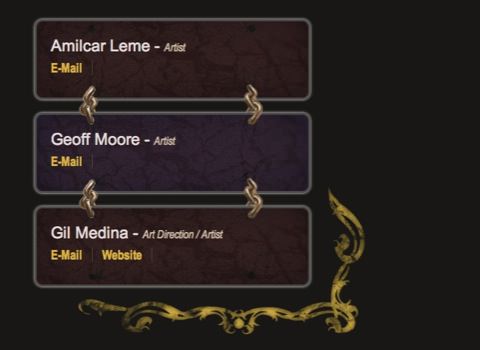 Amilcar Leme - Artist
E-Mail
Geoff Moore - Artist
E-Mail
Gil Medina - Art Direction / Artist
E-Mail Website